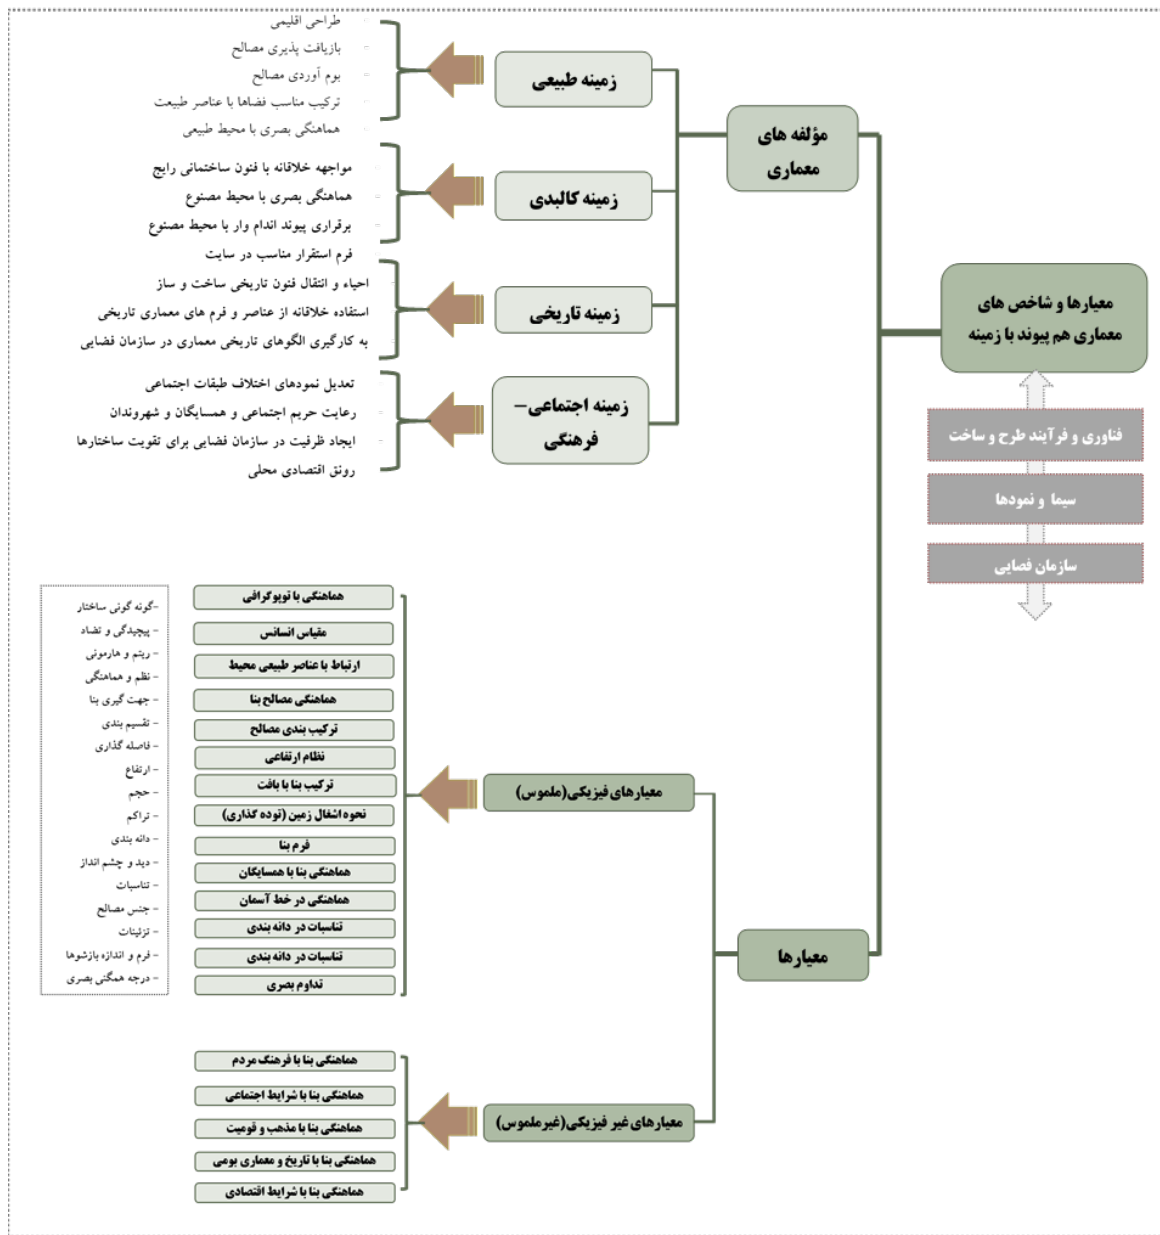 معیارها و شاخص های
معماری هم پیوند با زمینه
فناوری و فرآیند طرح و ساخت
سیما و نمودها
سازمان فصایی
مؤلفه های
معماری
زمینه طبیعی
طراحی اقلیمی
بازیافت پذیری مصالح
بوم آوردی مصالح
ترکیب مناسب فضاها با عناصر طبیعت
هماهنگی بصری با محیط طبیعی
زمینه کالبدی
مواجهه خلاقانه با فنون ساختمانی رایج
هماهنگی بصری با محیط مصنوع
برقراری پیوند اندام وار با محیط مصنوع
فرم استقرار مناسب در سایت
زمینه تاریخی
احیاء و انتقال فنون تاریخی ساخت و ساز
استفاده خلاقانه از عناصر و فرم های معماری تاریخی
به کارگیری الگوهای تاریخی معماری در سازمان فضایی
زمینه اجتماعی–
فرهنگی
تعدیل نمودهای اختلاف طبقات اجتماعی
رعایت حریم اجتماعی و همسایگان و شهروندان
ایجاد ظرفیت در سازمان فضایی برای تقویت ساختارها
رونق اقتصادی محلی
معیارها
معیارهای فیزیکی(ملموس)
هماهنگی با توپوگرافی
مقیاس انسانس
ارتباط با عناصر طبیعی محیط
هماهنگی مصالح بنا
ترکیب بندی مصالح
نظام ارتفاعی
ترکیب بنا با بافت
نحوه اشغال زمین (توده گذاری)
فرم بنا
هماهنگی بنا با همسایگان
هماهنگی در خط آسمان
تناسبات در دانه بندی
تناسبات در دانه بندی
تداوم بصری
-گونه گونی ساختار
- پیچیدگی و تضاد
- ریتم و هارمونی
- نظم و هماهنگی
- جهت گیری بنا
- تقسیم بندی
- فاصله گذاری
- ارتفاع
- حجم
- تراکم
- دانه بندی
- دید و چشم انداز
- تناسبات
- جنس مصالح
- تزئینات
- فرم و اندازه بازشوها
- درجه همگنی بصری
معیارهای غیر فیزیکی(غیرملموس)
هماهنگی بنا با فرهنگ مردم
هماهنگی بنا با شرایط اجتماعی
هماهنگی بنا با مذهب و قومیت
هماهنگی بنا با تاریخ و معماری بومی
هماهنگی بنا با شرایط اقتصادی